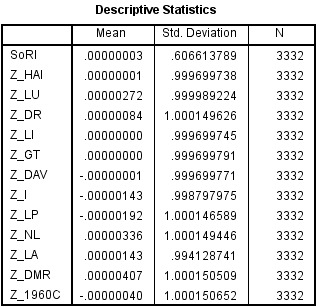 Descriptive Statistics
Mean Std. Deviation N
SoRI .00000003 .606613789 3332
Z_HAI .00000001 .999699738 3332
Z_LU .00000272 .999989224 3332
Z_DR .00000084 1.000149626 3332
Z_LI .00000000 .999699745 3332
Z_GT .00000000 .999699791 3332
Z_DAV -.00000001 .999699771 3332
Z_I -.00000143 .998797975 3332
Z_LP -.00000192 1.000146589 3332
Z_NL .00000336 1.000149446 3332
Z_LA .00000143 .994128741 3332
Z_DMR .00000407 1.000150509 3332
Z_1960C -.00000040 1.000150652 3332